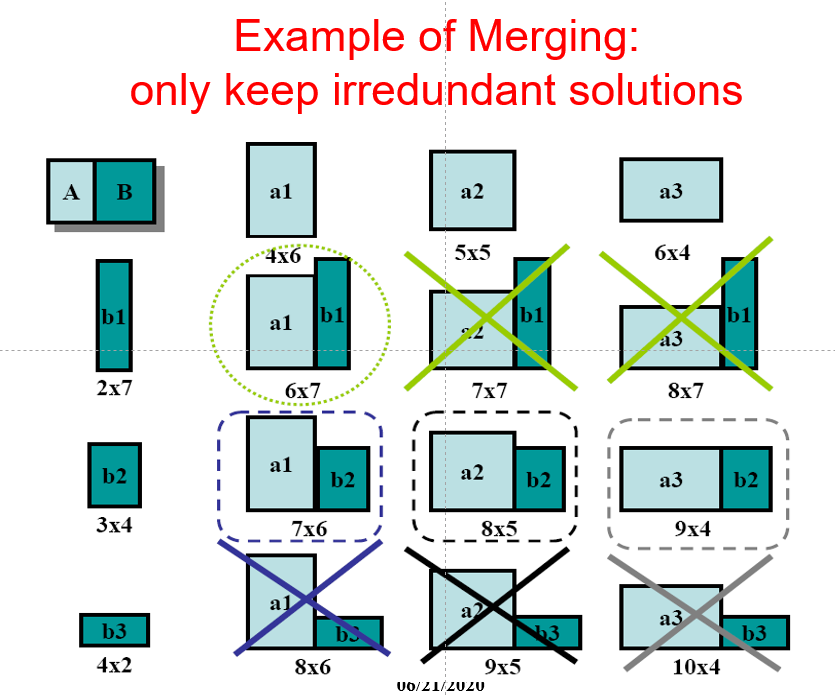 Example of Merging:
only keep irredundant solutions
A B a1 a2 a3
4x6 5x5 6x4
b1 a1 b1 a2 b1 a3 b1
2x7 6x7 7x7 8x7
b2 a1 b2 a2 b2 a3 b2
3x4 7x6 8x5 9x4
b3 a1 b3 a2 b3 a3 b3
4x2 8x6 9x5 10x4
06/21/2020